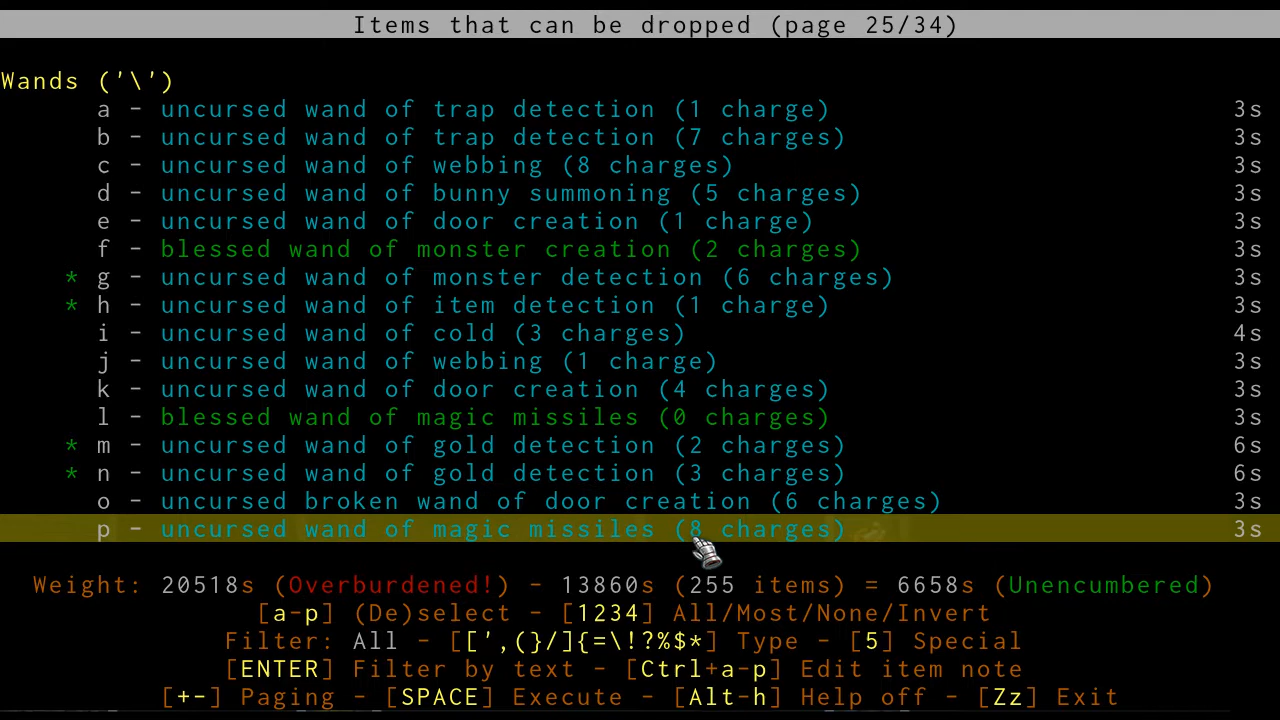 Items that can be dropped (page 25/34)
Wands ('\')
a - uncursed wand of trap detection (1 charge) 3s
b - uncursed wand of trap detection (7 charges) 3s
c - uncursed wand of webbing (8 charges) 3s
d - uncursed wand of bunny summoning (5 charges) 3s
e - uncursed wand of door creation (1 charge) 3s
f - blessed wand of monster creation (2 charges) 3s
* g - uncursed wand of monster detection (6 charges) 3s
* h - uncursed wand of item detection (1 charge) 3s
i - uncursed wand of cold (3 charges) 4s
j - uncursed wand of webbing (1 charge) 3s
k - uncursed wand of door creation (4 charges) 3s
l - blessed wand of magic missiles (0 charges) 3s
* m - uncursed wand of gold detection (2 charges) 6s
* n - uncursed wand of gold detection (3 charges) 6s
o - uncursed broken wand of door creation (6 charges) 3s
p - uncursed wand of magic missiles (8 charges) 3s
Weight: 20518s (Overburdened!) - 13860s (255 items) = 6658s (Unencumbered)
[a-p] (De)select - [1234] All/Most/None/Invert
Filter: All - [[',(}/]{=\!?%$*] Type - [5] Special
[ENTER] Filter by text - [Ctrl+a-p] Edit item note
[+-] Paging - [SPACE] Execute - [Alt-h] Help off - [Zz] Exit